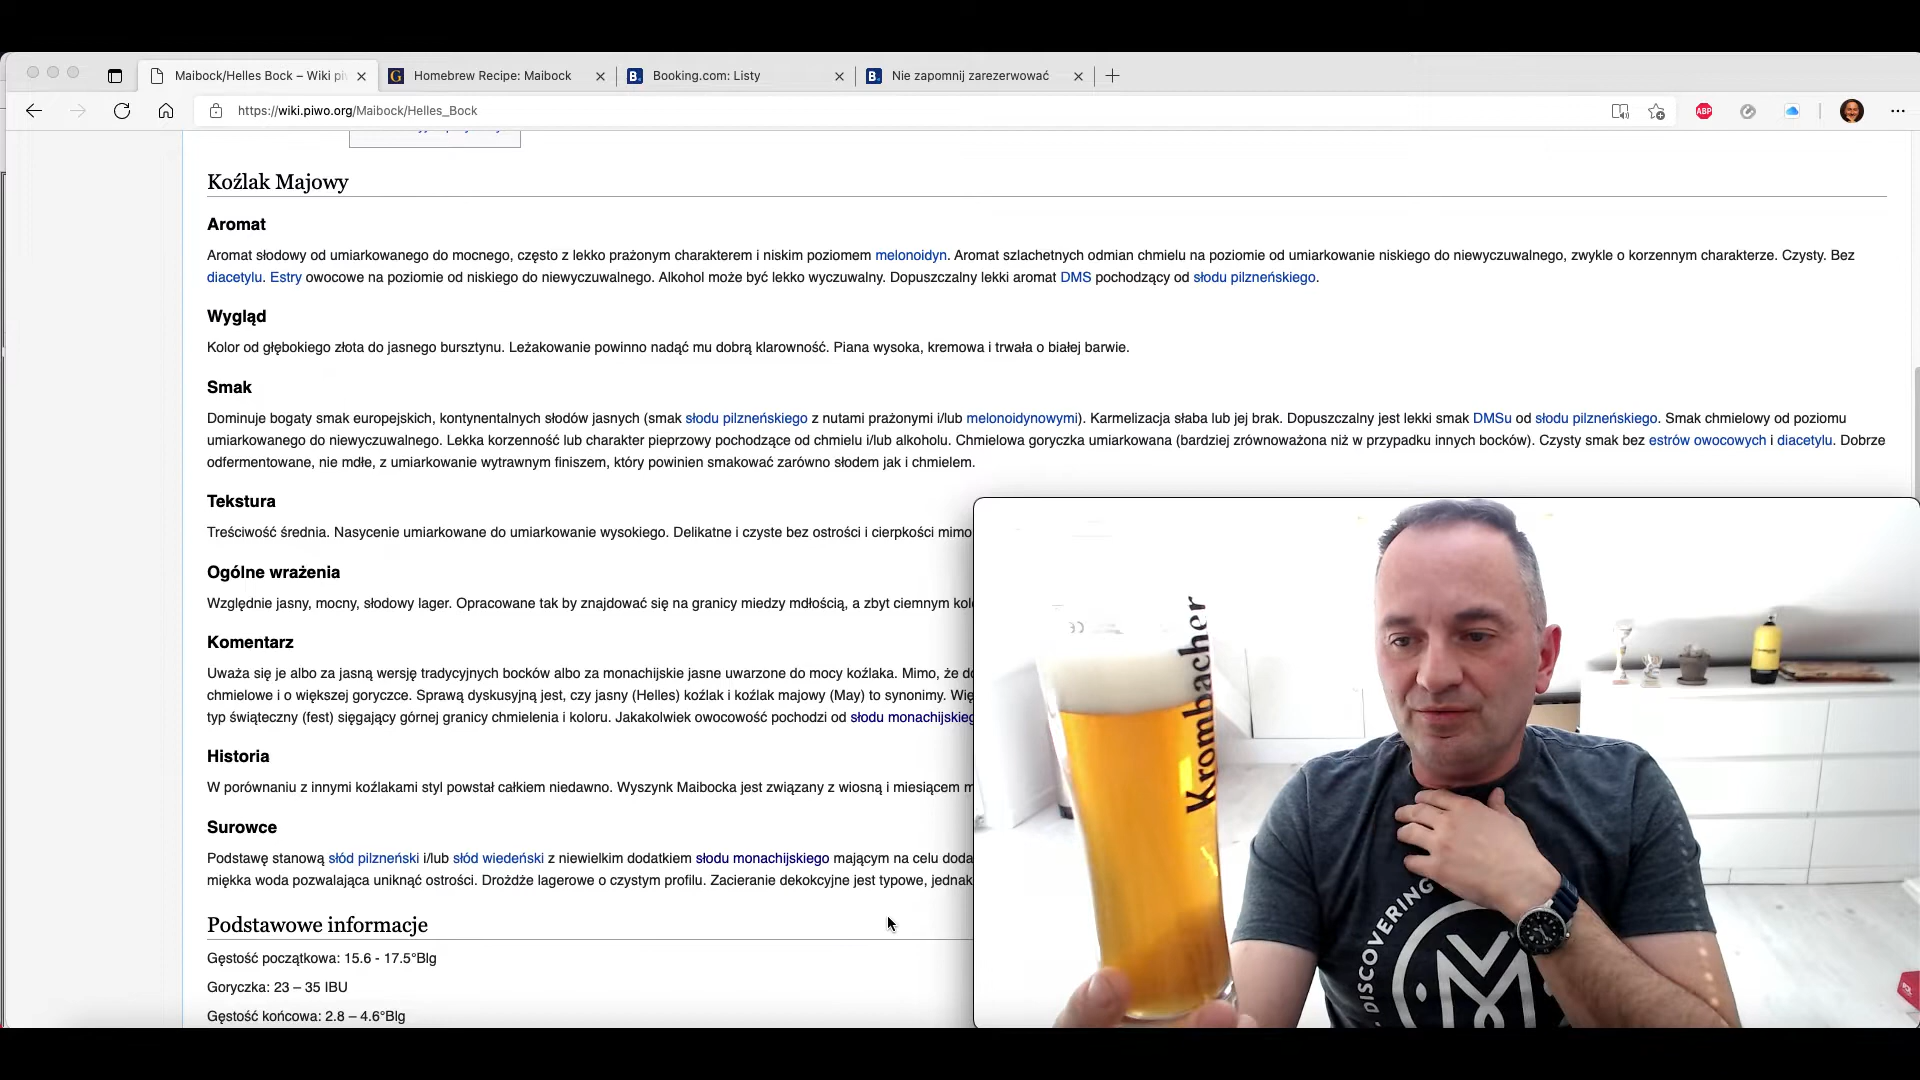 Maibock/Helles Bock – Wiki pi
Homebrew Recipe: Maibock
Booking.com: Listy
Nie zapomnij zarezerwować
https://wiki.piwo.org/Maibock/Helles_Bock
ABP
Koźlak Majowy
Aromat
Aromat słodowy od umiarkowanego do mocnego, często z lekko prażonym charakterem i niskim poziomem melonoidyn. Aromat szlachetnych odmian chmielu na poziomie od umiarkowanie niskiego do niewyczuwalnego, zwykle o korzennym charakterze. Czysty. Bez
diacetylu. Estry owocowe na poziomie od niskiego do niewyczuwalnego. Alkohol może być lekko wyczuwalny. Dopuszczalny lekki aromat DMS pochodzący od słodu pilzneńskiego.
Wygląd
Kolor od głębokiego złota do jasnego bursztynu. Leżakowanie powinno nadąć mu dobrą klarowność. Piana wysoka, kremowa i trwała o białej barwie.
Smak
Dominuje bogaty smak europejskich, kontynentalnych słodów jasnych (smak słodu pilzneńskiego z nutami prażonymi i/lub melonoidynowymi). Karmelizacja słaba lub jej brak. Dopuszczalny jest lekki smak DMSu od słodu pilzneńskiego. Smak chmielowy od poziomu
umiarkowanego do niewyczuwalnego. Lekka korzenność lub charakter pieprzowy pochodzące od chmielu i/lub alkoholu. Chmielowa goryczka umiarkowana (bardziej zrównoważona niż w przypadku innych bocków). Czysty smak bez estrów owocowych i diacetylu. Dobrze
odfermentowane, nie mdłe, z umiarkowanie wytrawnym finiszem, który powinien smakować zarówno słodem jak i chmielem.
Tekstura
Treściwość średnia. Nasycenie umiarkowane do umiarkowanie wysokiego. Delikatne i czyste bez ostrości i cierpkości mimo
Ogólne wrażenia
Względnie jasny, mocny, słodowy lager. Opracowane tak by znajdować się na granicy miedzy mdłością, a zbyt ciemnym kol
Komentarz
Uważa się je albo za jasną wersję tradycyjnych bocków albo za monachijskie jasne uwarzone do mocy koźlaka. Mimo, że do
chmielowe i o większej goryczce. Sprawą dyskusyjną jest, czy jasny (Helles) koźlak i koźlak majowy (May) to synonimy. Wię
typ świąteczny (fest) sięgający górnej granicy chmielenia i koloru. Jakakolwiek owocowość pochodzi od słodu monachijskieg
Historia
W porównaniu z innymi koźlakami styl powstał całkiem niedawno. Wyszynk Maibocka jest związany z wiosną i miesiącem m
Surowce
Podstawę stanową słód pilzneński i/lub słód wiedeński z niewielkim dodatkiem słodu monachijskiego mającym na celu doda
miękka woda pozwalająca uniknąć ostrości. Drożdże lagerowe o czystym profilu. Zacieranie dekokcyjne jest typowe, jednak
Podstawowe informacje
Gęstość początkowa: 15.6 - 17.5°Blg
Goryczka: 23 – 35 IBU
Gęstość końcowa: 2.8 – 4.6°Blg
Krombacher
DISCOVERING